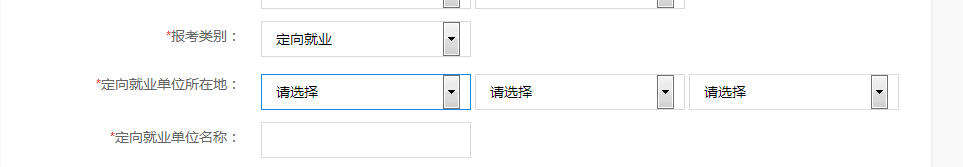 *报考类别： 定向就业
*定向就业单位所在地： 请选择 请选择 请选择
*定向就业单位名称：